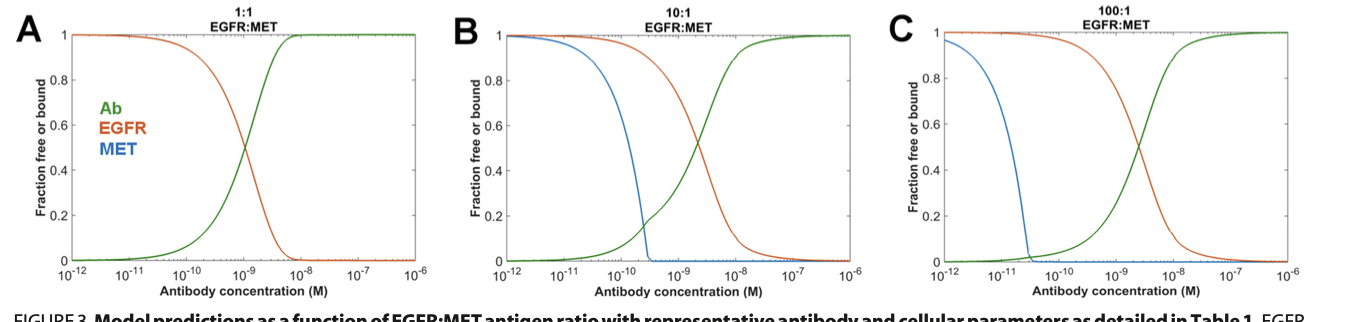 A
1:1
EGFR:MET
1
0.8
0.6
0.4
0.2
0
Fraction free or bound
Ab
EGFR
MET
10-12
10-11
10-10
10-9
10-8
10-7
10-6
Antibody concentration (M)
B
10:1
EGFR:MET
1
0.8
0.6
0.4
0.2
0
Fraction free or bound
10-12
10-11
10-10
10-9
10-8
10-7
10-6
Antibody concentration (M)
C
100:1
EGFR:MET
1
0.8
0.6
0.4
0.2
0
Fraction free or bound
10-12
10-11
10-10
10-9
10-8
10-7
10-6
Antibody concentration (M)
FIGURE 3. Model predictions as a function of EGFR:MET antigen ratio with representative antibody and cellular parameters as detailed in Table 1. EGFR